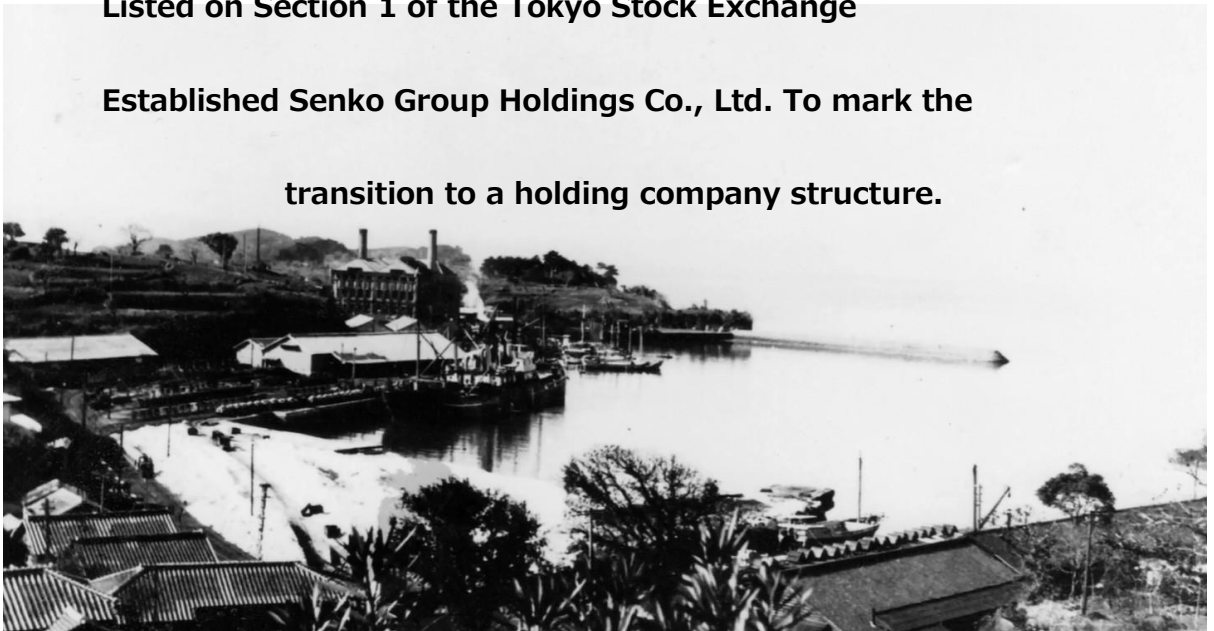 Listed on Section 1 of the Tokyo Stock Exchange
Established Senko Group Holdings Co., Ltd. To mark the
transition to a holding company structure.